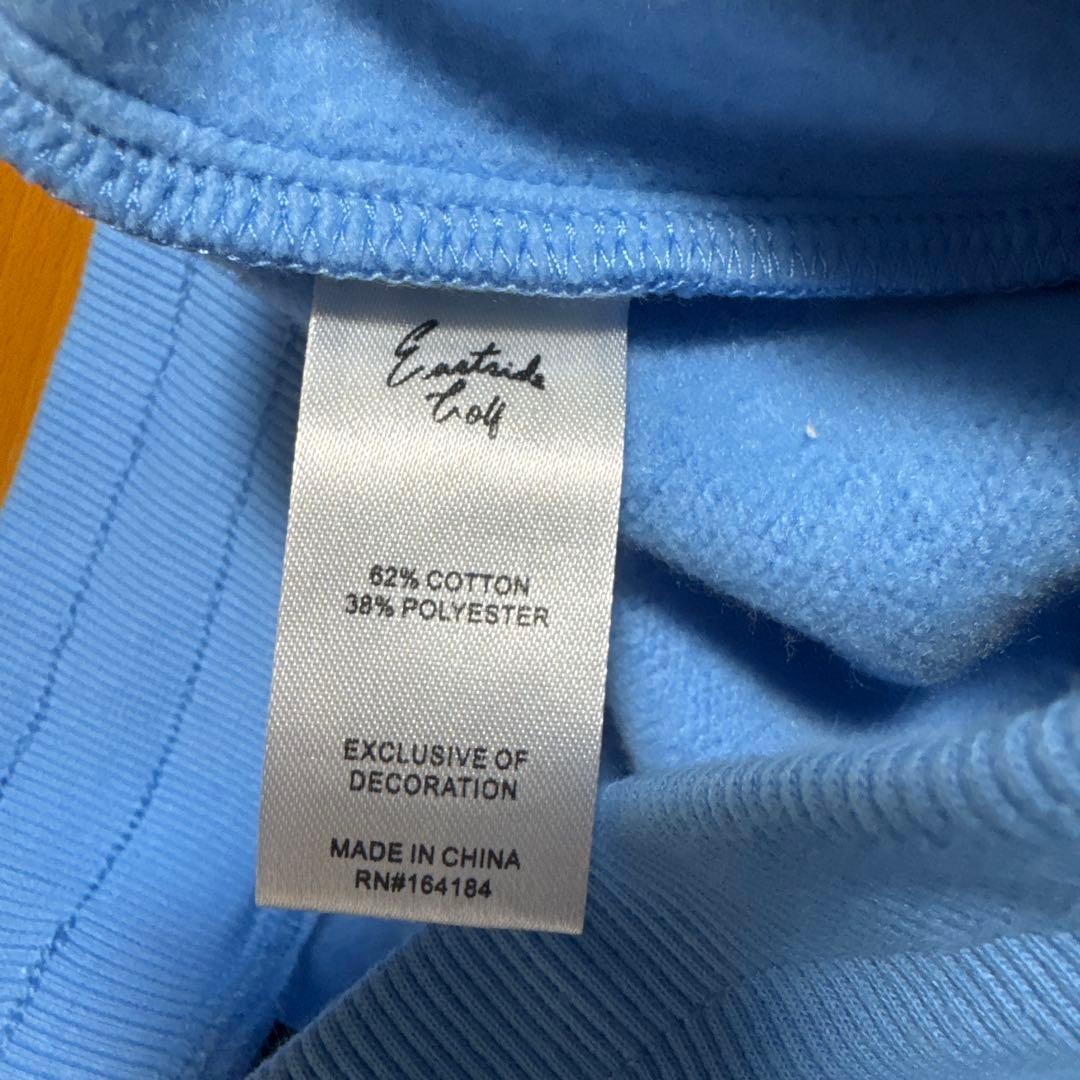 Eastside
Golf
62% COTTON
38% POLYESTER
EXCLUSIVE OF
DECORATION
MADE IN CHINA
RN#164184